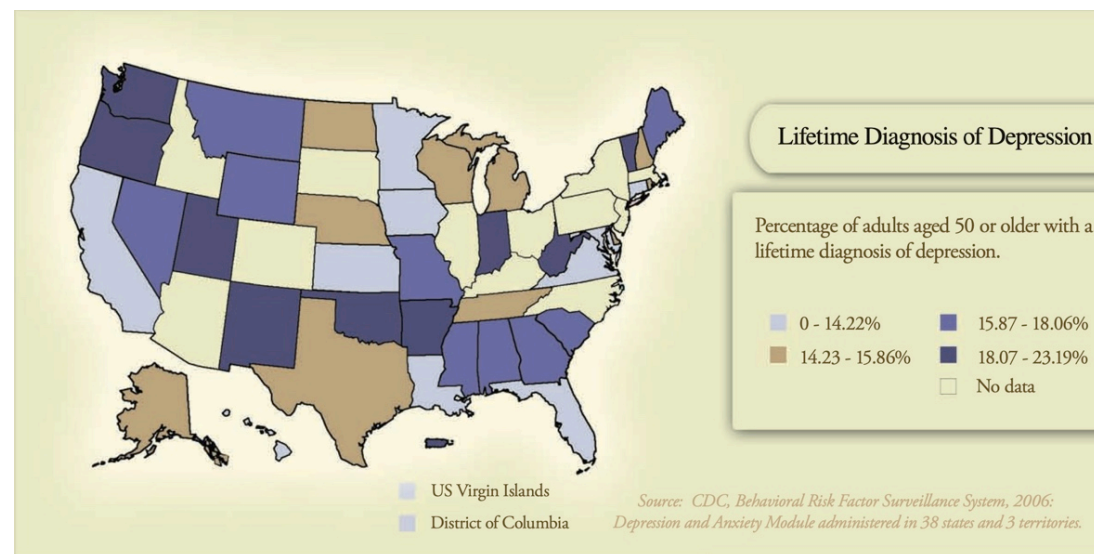 Lifetime Diagnosis of Depression
Percentage of adults aged 50 or older with a
lifetime diagnosis of depression.
0 - 14.22%
14.23 - 15.86%
15.87 - 18.06%
18.07 - 23.19%
No data
US Virgin Islands
District of Columbia
Source: CDC, Behavioral Risk Factor Surveillance System, 2006:
Depression and Anxiety Module administered in 38 states and 3 territories.